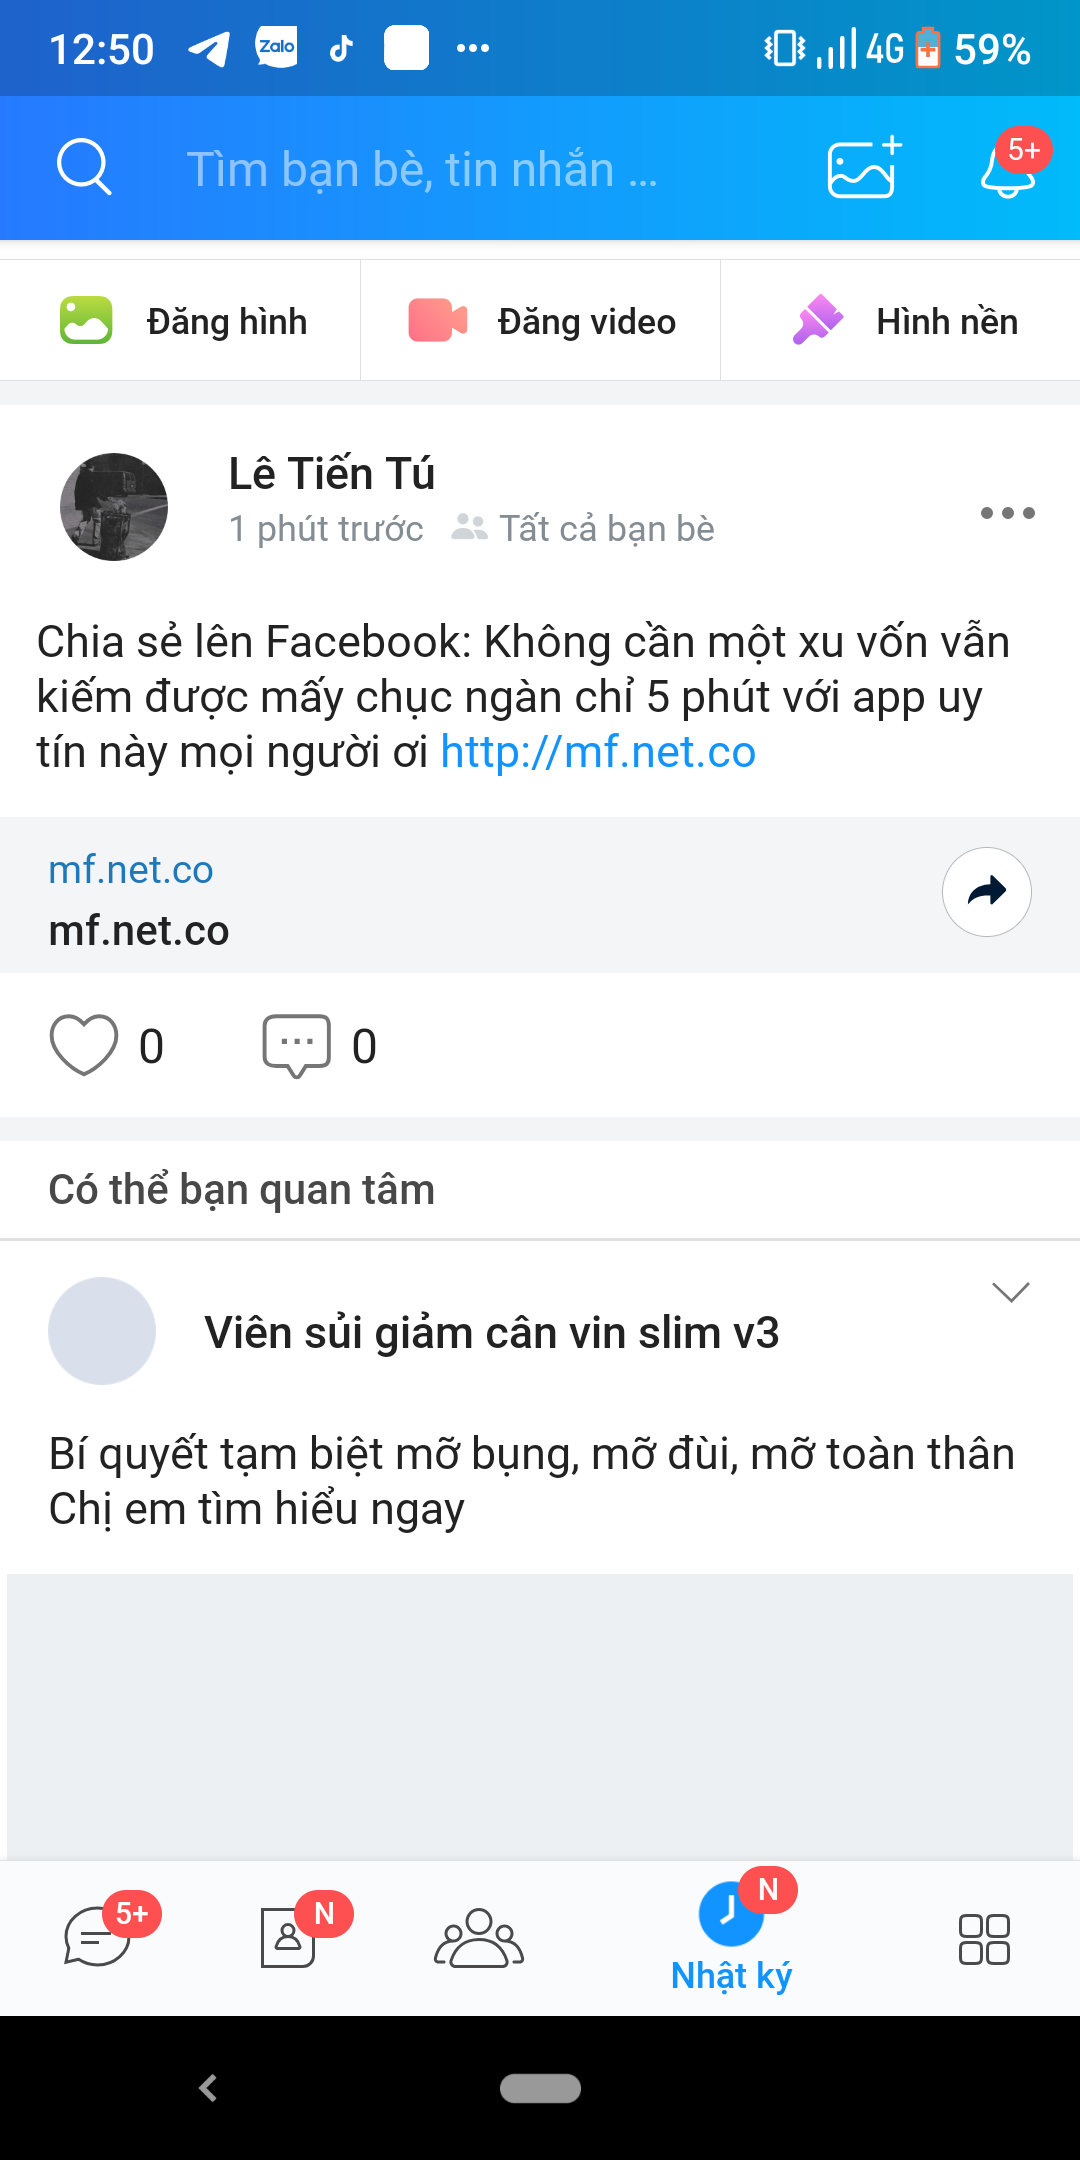 12:50 Zalo 4G 59%
Tìm bạn bè, tin nhắn ... 5+
Đăng hình Đăng video Hình nền
Lê Tiến Tú
1 phút trước Tất cả bạn bè
Chia sẻ lên Facebook: Không cần một xu vốn vẫn
kiếm được mấy chục ngàn chỉ 5 phút với app uy
tín này mọi người ơi http://mf.net.co
mf.net.co
mf.net.co
0 0
Có thể bạn quan tâm
Viên sủi giảm cân vin slim v3
Bí quyết tạm biệt mỡ bụng, mỡ đùi, mỡ toàn thân
Chị em tìm hiểu ngay
5+ N N
Nhật ký